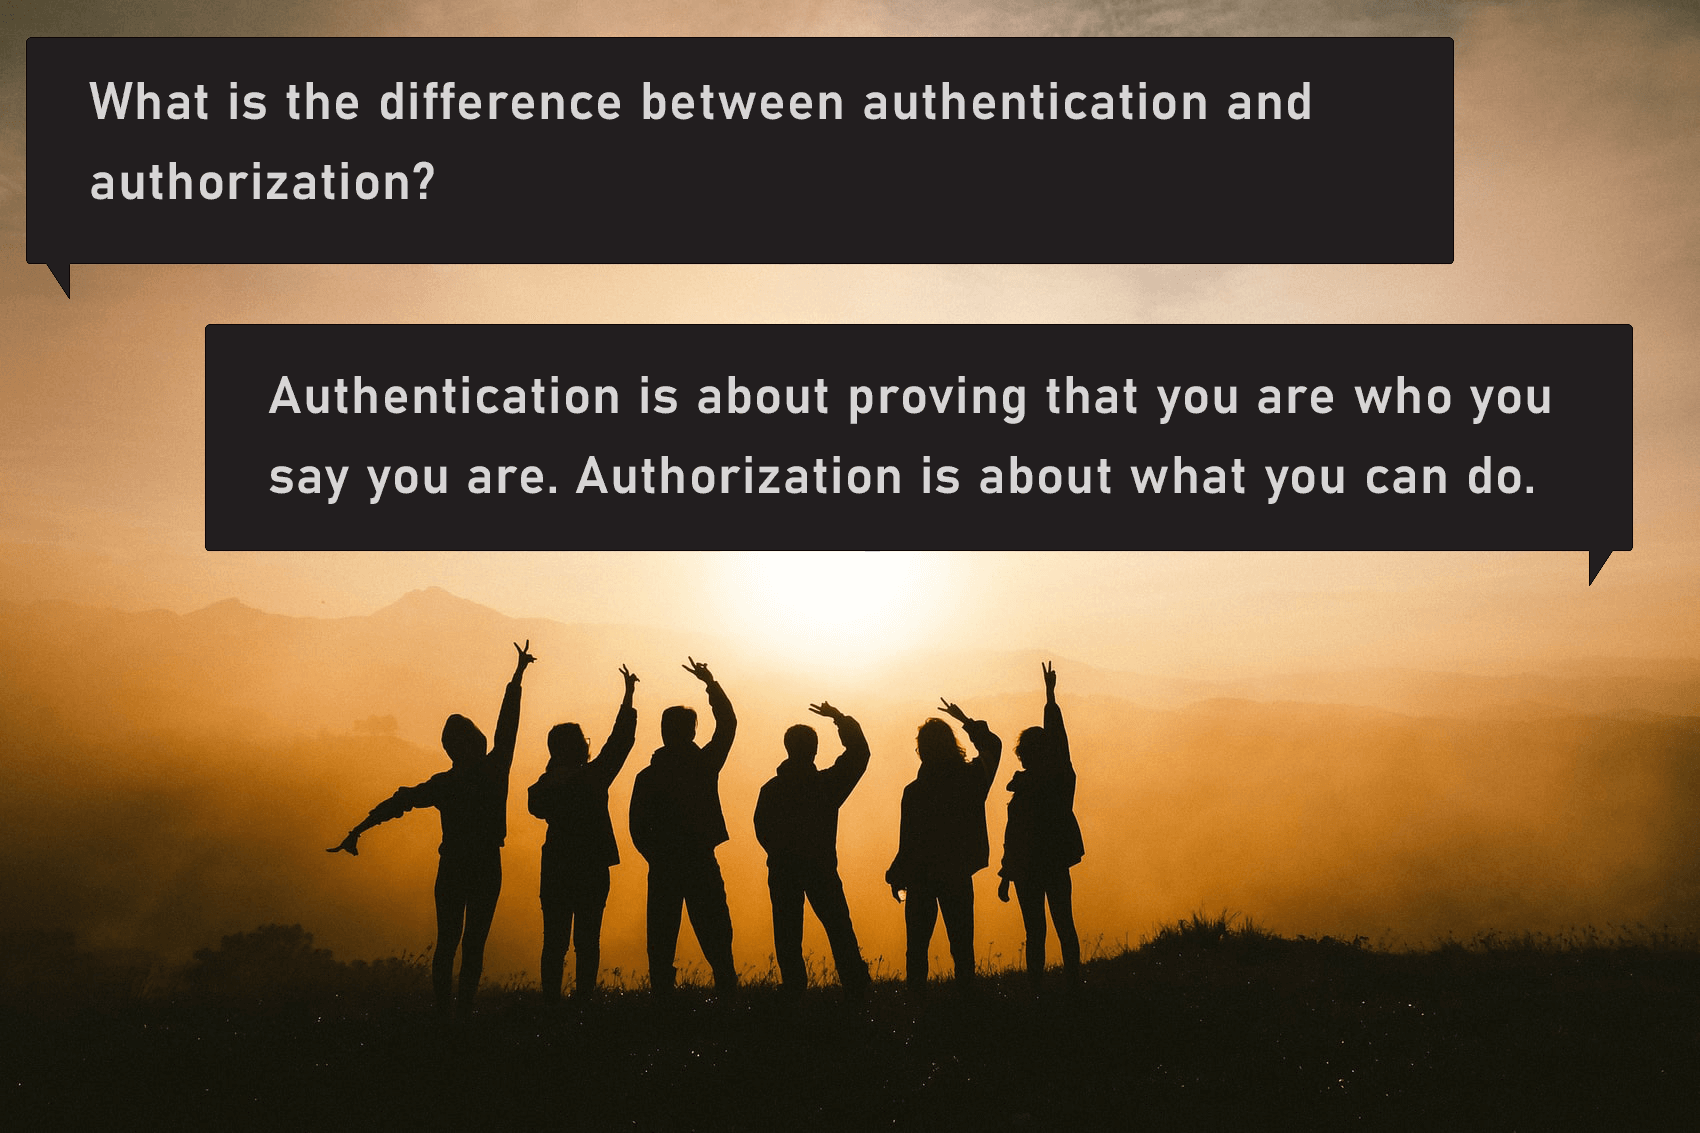 What is the difference between authentication and
authorization?
Authentication is about proving that you are who you
say you are. Authorization is about what you can do.